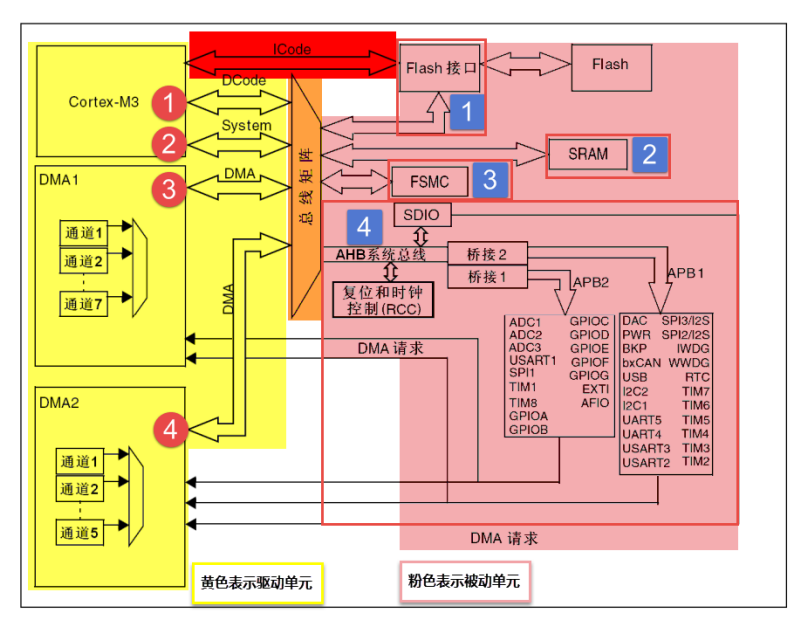 ICode
Flash 接口
Flash
1
Cortex-M3
1
DCode
2
System
SRAM
2
总线矩阵
DMA1
3
DMA
FSMC
3
通道1
通道2
通道7
4
SDIO
AHB系统总线
桥接2
桥接1
APB2
APB1
复位和时钟
控制(RCC)
DMA
ADC1 GPIOC
ADC2 GPIOD
ADC3 GPIOE
USART1 GPIOF
SPI1 GPIOG
TIM1 EXTI
TIM8 AFIO
GPIOA
GPIOB
DAC SPI3/I2S
PWR SPI2/I2S
BKP IWDG
bxCAN WWDG
USB RTC
I2C2 TIM7
I2C1 TIM6
UART5 TIM5
UART4 TIM4
USART3 TIM3
USART2 TIM2
DMA 请求
DMA2
4
通道1
通道2
通道5
DMA 请求
黄色表示驱动单元
粉色表示被动单元